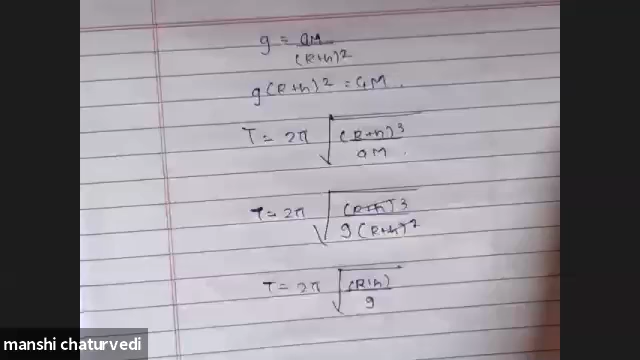 g = GM / (R+h)2
g(R+h)2 = GM.
T = 2π √(R+h)3 / GM.
T = 2π √(R+h)3 / g(R+h)2
T = 2π √(R+h) / g
manshi chaturvedi